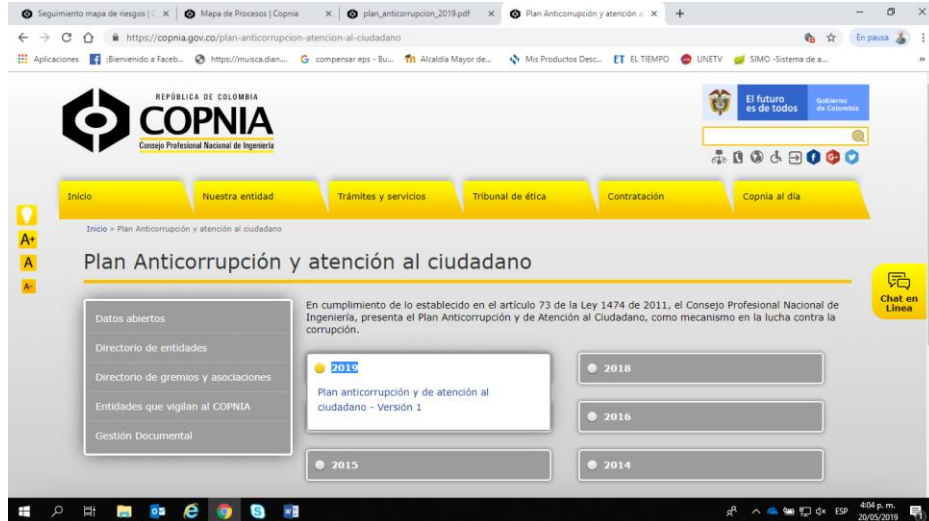 Seguimiento mapa de riesgos | C
Mapa de Procesos | Copnia
plan_anticorrupcion_2019.pdf
Plan Anticorrupción y atención a
https://copnia.gov.co/plan-anticorrupcion-atencion-al-ciudadano
En pausa
Aplicaciones
¡Bienvenido a Faceb...
https://muisca.dian....
compensar eps - Bu...
Alcaldía Mayor de...
Mis Productos Desc...
EL TIEMPO
UNETV
SIMO -Sistema de a...
REPÚBLICA DE COLOMBIA
COPNIA
Consejo Profesional Nacional de Ingeniería
El futuro
es de todos
Gobierno
de Colombia
Inicio
Nuestra entidad
Trámites y servicios
Tribunal de ética
Contratación
Copnia al día
Inicio » Plan Anticorrupción y atención al ciudadano
A+
A
A-
Plan Anticorrupción y atención al ciudadano
Chat en
Línea
Datos abiertos
Directorio de entidades
Directorio de gremios y asociaciones
Entidades que vigilan al COPNIA
Gestión Documental
En cumplimiento de lo establecido en el artículo 73 de la Ley 1474 de 2011, el Consejo Profesional Nacional de
Ingeniería, presenta el Plan Anticorrupción y de Atención al Ciudadano, como mecanismo en la lucha contra la
corrupción.
2019
Plan anticorrupción y de atención al
ciudadano - Versión 1
2018
2016
2015
2014
ESP
4:04 p. m.
20/05/2019